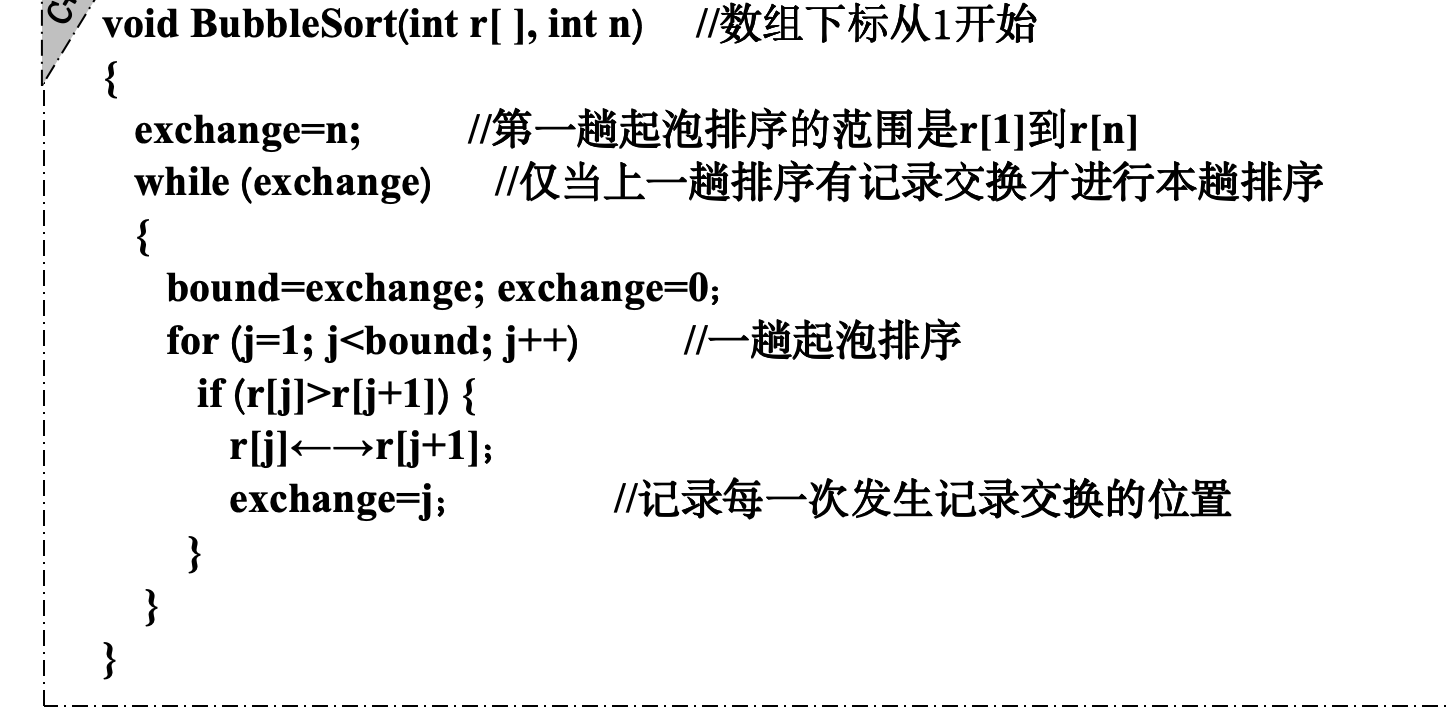 void BubbleSort(int r[ ], int n) //数组下标从1开始
{
exchange=n; //第一趟起泡排序的范围是r[1]到r[n]
while (exchange) //仅当上一趟排序有记录交换才进行本趟排序
{
bound=exchange; exchange=0;
for (j=1; j<bound; j++) //一趟起泡排序
if (r[j]>r[j+1]) {
r[j]←→r[j+1];
exchange=j; //记录每一次发生记录交换的位置
}
}
}